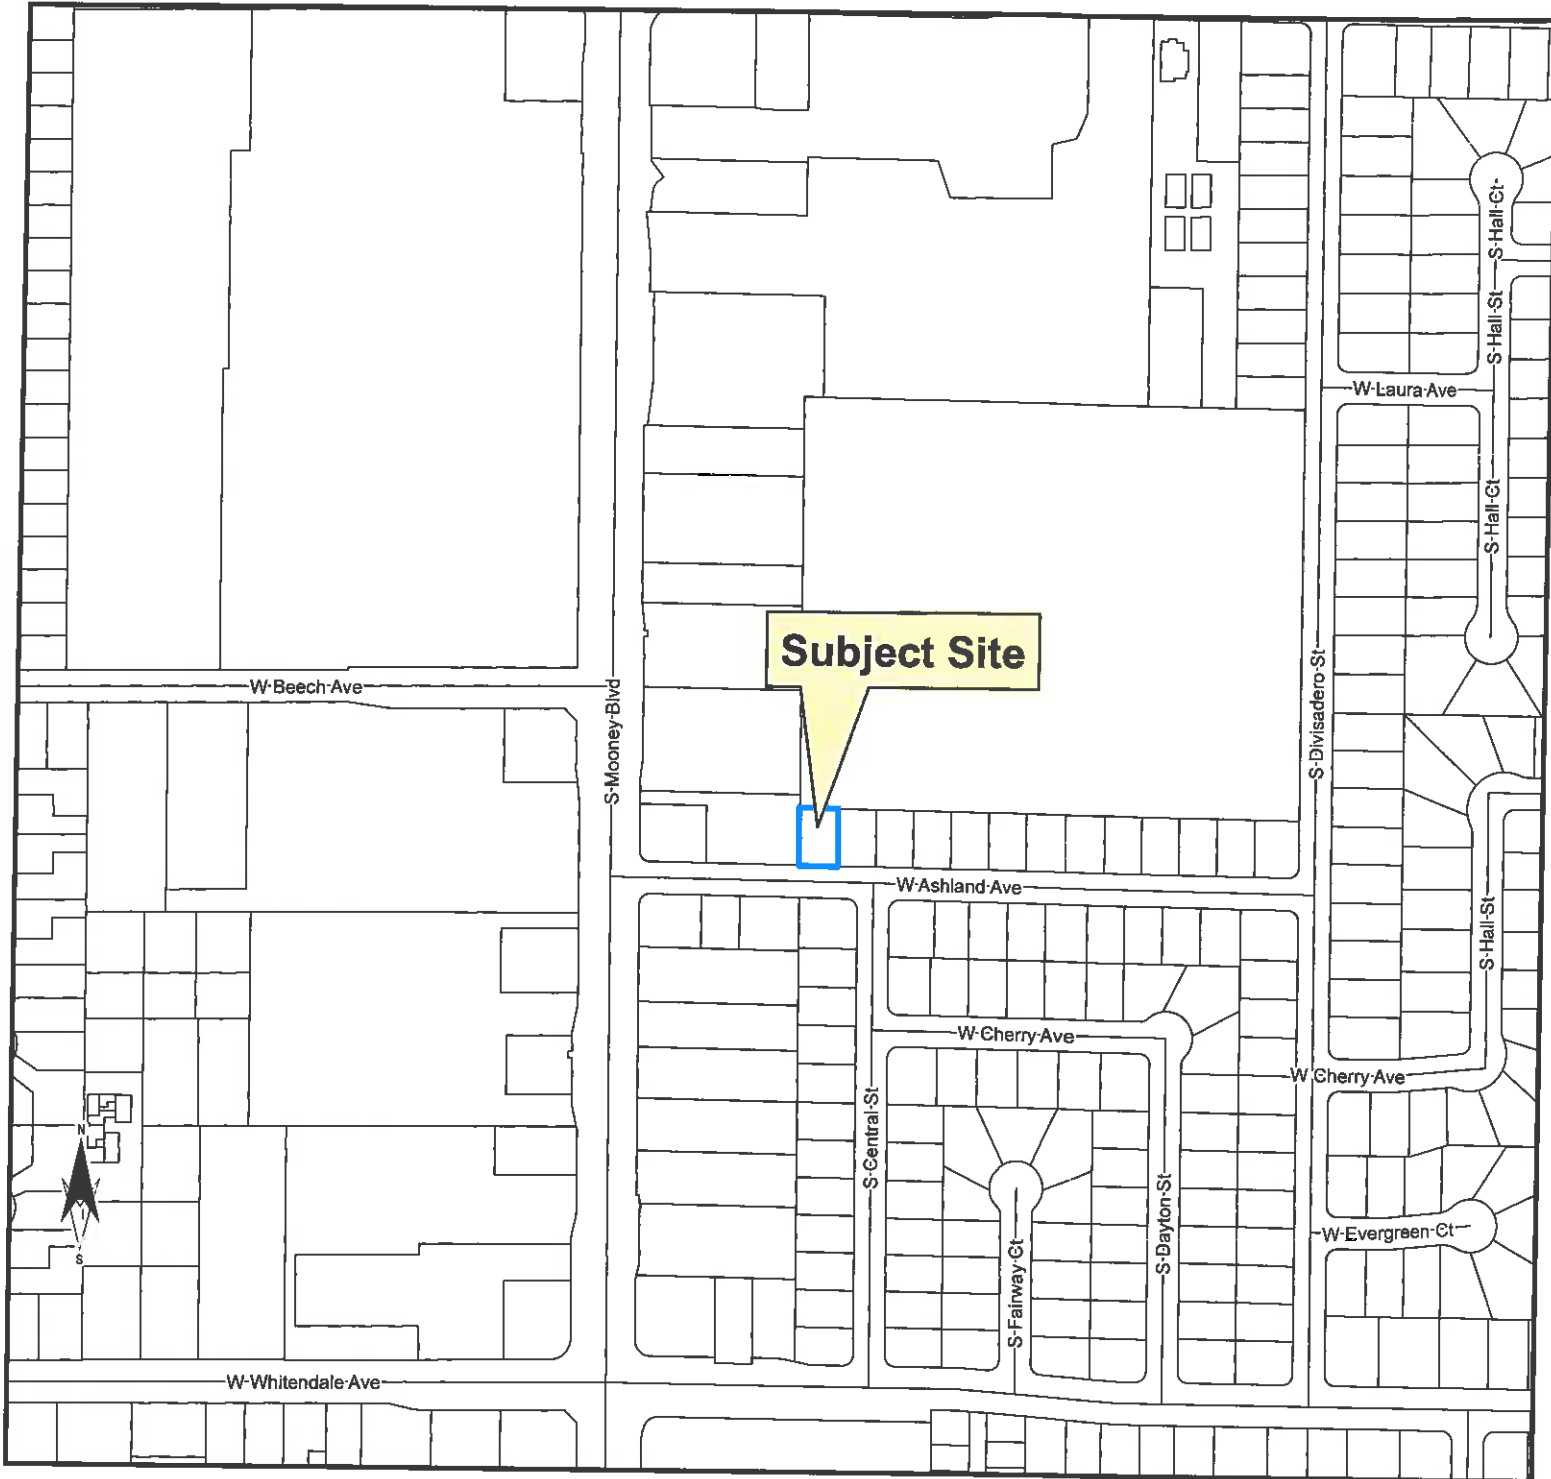 S-Hall-Ct-
S-Hall-St-
W-Laura-Ave
S-Hall-Ct
Subject Site
W-Beech-Ave
S-Mooney-Blvd
S-Divisadero-St
W-Ashland-Ave
S-Hall-St
W-Cherry-Ave
W Cherry Ave
S-Central-St
N
S
S-Dayton-St
W-Evergreen-Ct
S-Fairway-Ct
W-Whitendale-Ave